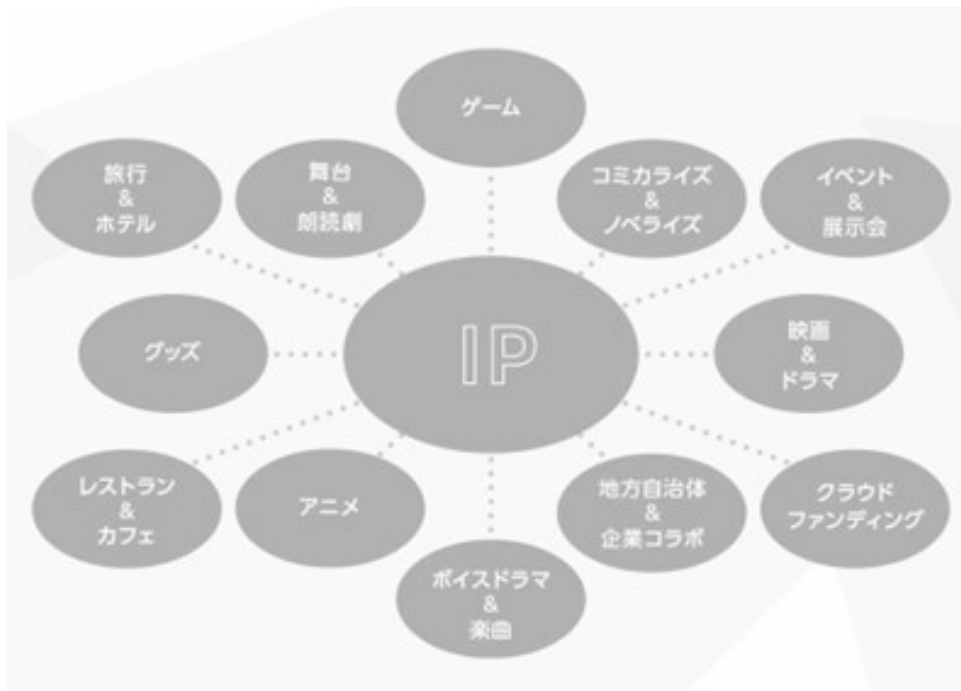 ゲーム
旅行
&
ホテル
舞台
&
朗読劇
コミカライズ
&
ノベライズ
イベント
&
展示会
グッズ
IP
映画
&
ドラマ
レストラン
&
カフェ
アニメ
地方自治体
&
企業コラボ
クラウド
ファンディング
ボイスドラマ
&
楽曲